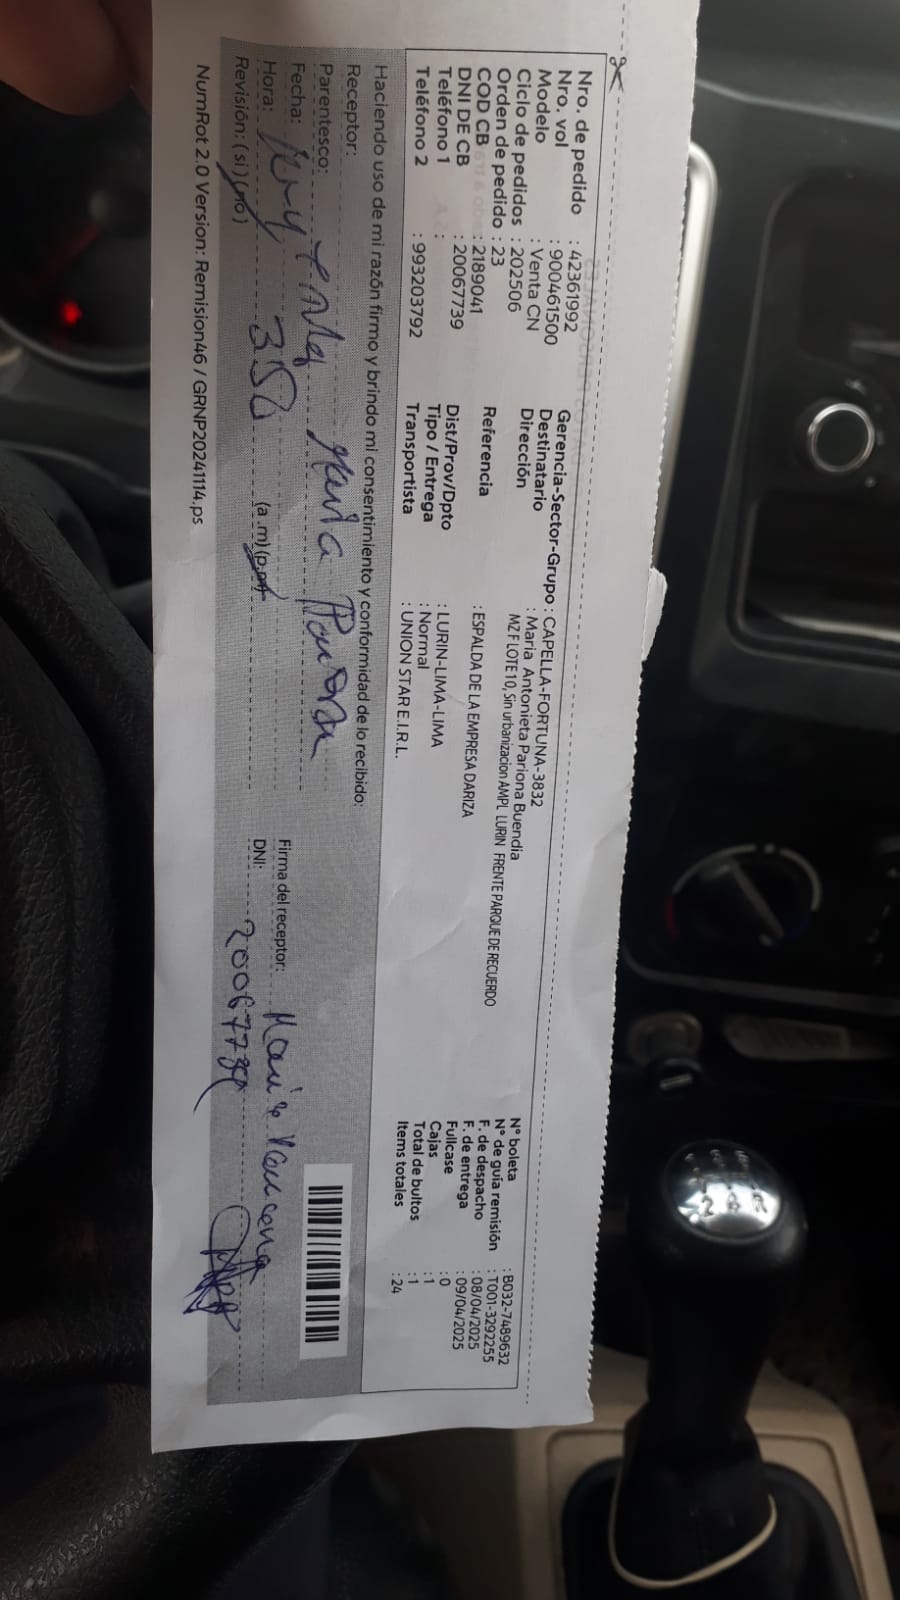 Nro. de pedido : 42361992
Nro. vol : 900461500
Modelo : Venta CN
Ciclo de pedidos : 202506
Orden de pedido : 23
COD CB : 2189041
DNI DE CB : 20067739
Teléfono 1 :
Teléfono 2 : 993203792
Gerencia-Sector-Grupo : CAPELLA-FORTUNA-3832
Destinatario : Maria Antonieta Pariona Buendia
Dirección MZ F LOTE 10, Sin urbanizacion AMPL LURIN FRENTE PARQUE DE RECUERDO
Referencia : ESPALDA DE LA EMPRESA DARIZA
Dist/Prov/Dpto : LURIN-LIMA-LIMA
Tipo / Entrega : Normal
Transportista : UNION STAR E.I.R.L.
N° boleta : B032-7489632
N° de guia remisión : T001-3292255
F. de despacho : 08/04/2025
F. de entrega : 09/04/2025
Fullcase : 0
Cajas : 1
Total de bultos : 1
Items totales : 24
Haciendo uso de mi razón firmo y brindo mi consentimiento y conformidad de lo recibido:
Receptor: Maria
Parentesco:
Fecha:
Hora: (a.m)(p.m)
Revisión: (si) (no)
Firma del receptor:
DNI: 20067739
NumRot 2.0 Version: Remision46 / GRNP20241114.ps